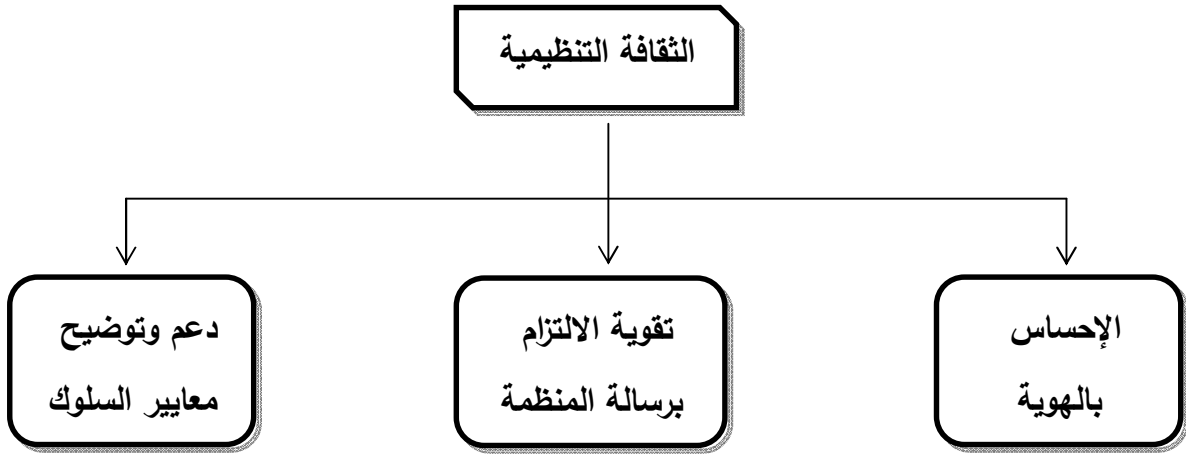 الثقافة التنظيمية
الإحساس
بالهوية
تقوية الالتزام
برسالة المنظمة
دعم وتوضيح
معايير السلوك